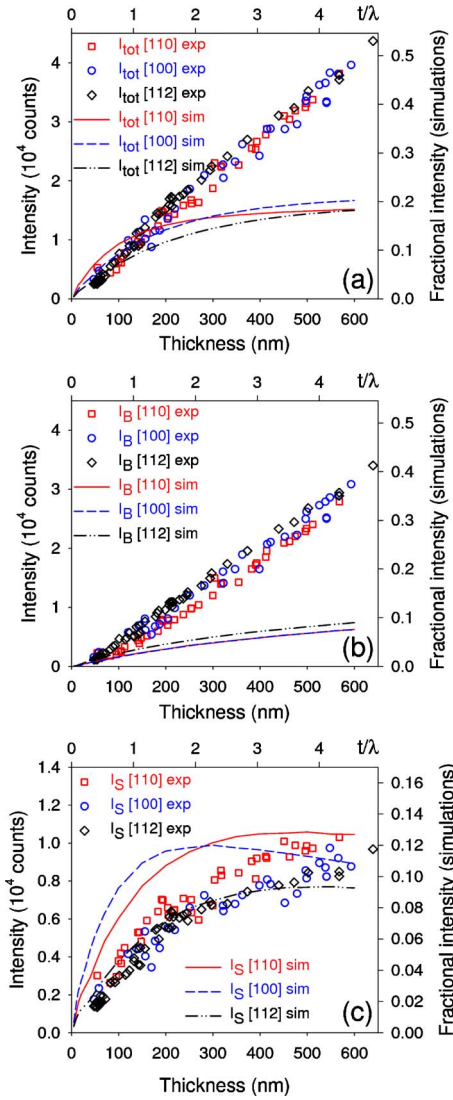 t/λ
0 1 2 3 4
I_tot [110] exp
I_tot [100] exp
I_tot [112] exp
I_tot [110] sim
I_tot [100] sim
I_tot [112] sim
Intensity (10^4 counts)
4
3
2
1
0
Fractional intensity (simulations)
0.5
0.4
0.3
0.2
0.1
0.0
(a)
0 100 200 300 400 500 600
Thickness (nm)
t/λ
0 1 2 3 4
I_B [110] exp
I_B [100] exp
I_B [112] exp
I_B [110] sim
I_B [100] sim
I_B [112] sim
Intensity (10^4 counts)
4
3
2
1
0
Fractional intensity (simulations)
0.5
0.4
0.3
0.2
0.1
0.0
(b)
0 100 200 300 400 500 600
Thickness (nm)
t/λ
0 1 2 3 4
I_S [110] exp
I_S [100] exp
I_S [112] exp
Intensity (10^4 counts)
1.4
1.2
1.0
0.8
0.6
0.4
0.2
0.0
Fractional intensity (simulations)
0.16
0.14
0.12
0.10
0.08
0.06
0.04
0.02
0.00
I_S [110] sim
I_S [100] sim
I_S [112] sim
(c)
0 100 200 300 400 500 600
Thickness (nm)